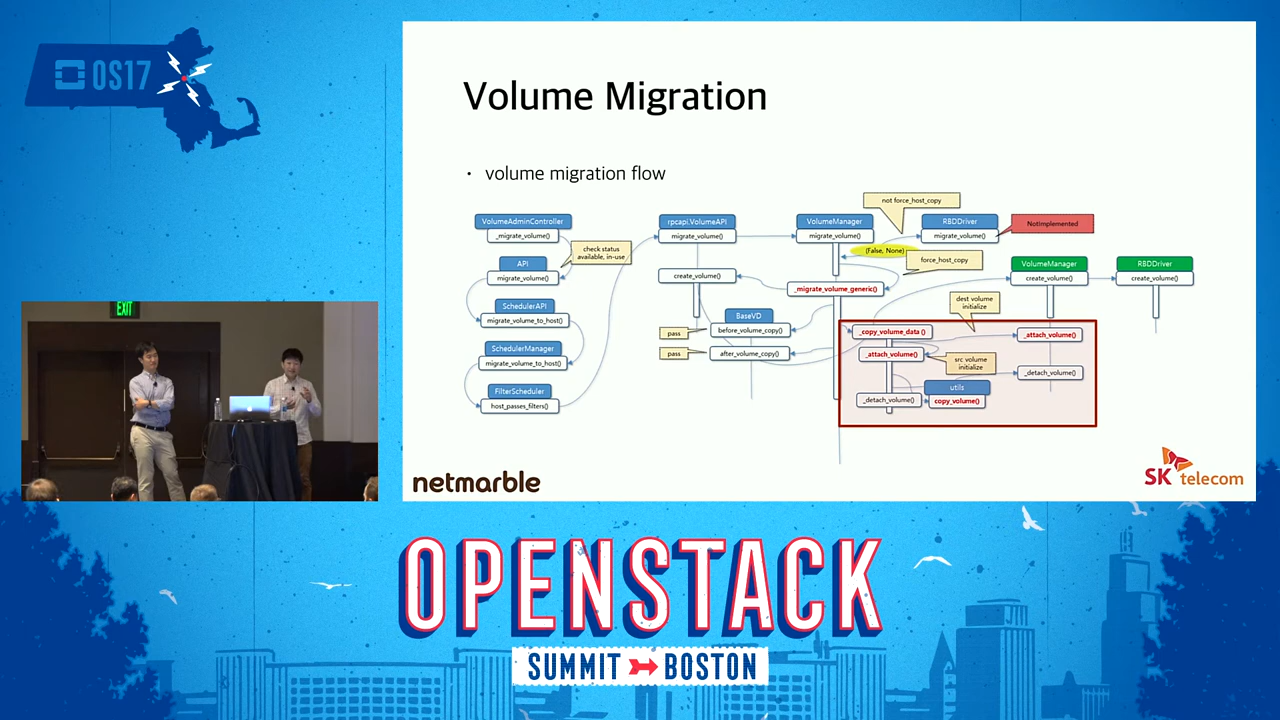 OS17
Volume Migration
• volume migration flow
VolumeAdminController
_migrate_volume()
check status
available, in-use
API
migrate_volume()
SchedulerAPI
migrate_volume_to_host()
SchedulerManager
migrate_volume_to_host()
FilterScheduler
host_passes_filters()
rpcapi.VolumeAPI
migrate_volume()
create_volume()
BaseVD
pass
before_volume_copy()
pass
after_volume_copy()
VolumeManager
migrate_volume()
not force_host_copy
RBDDriver
migrate_volume()
NotImplemented
(False, None)
force_host_copy
_migrate_volume_generic()
VolumeManager
create_volume()
RBDDriver
create_volume()
dest volume
initialize
_copy_volume_data ()
_attach_volume()
_attach_volume()
src volume
initialize
_detach_volume()
utils
_detach_volume()
copy_volume()
netmarble
SK telecom
EXIT
OPENSTACK
SUMMIT BOSTON